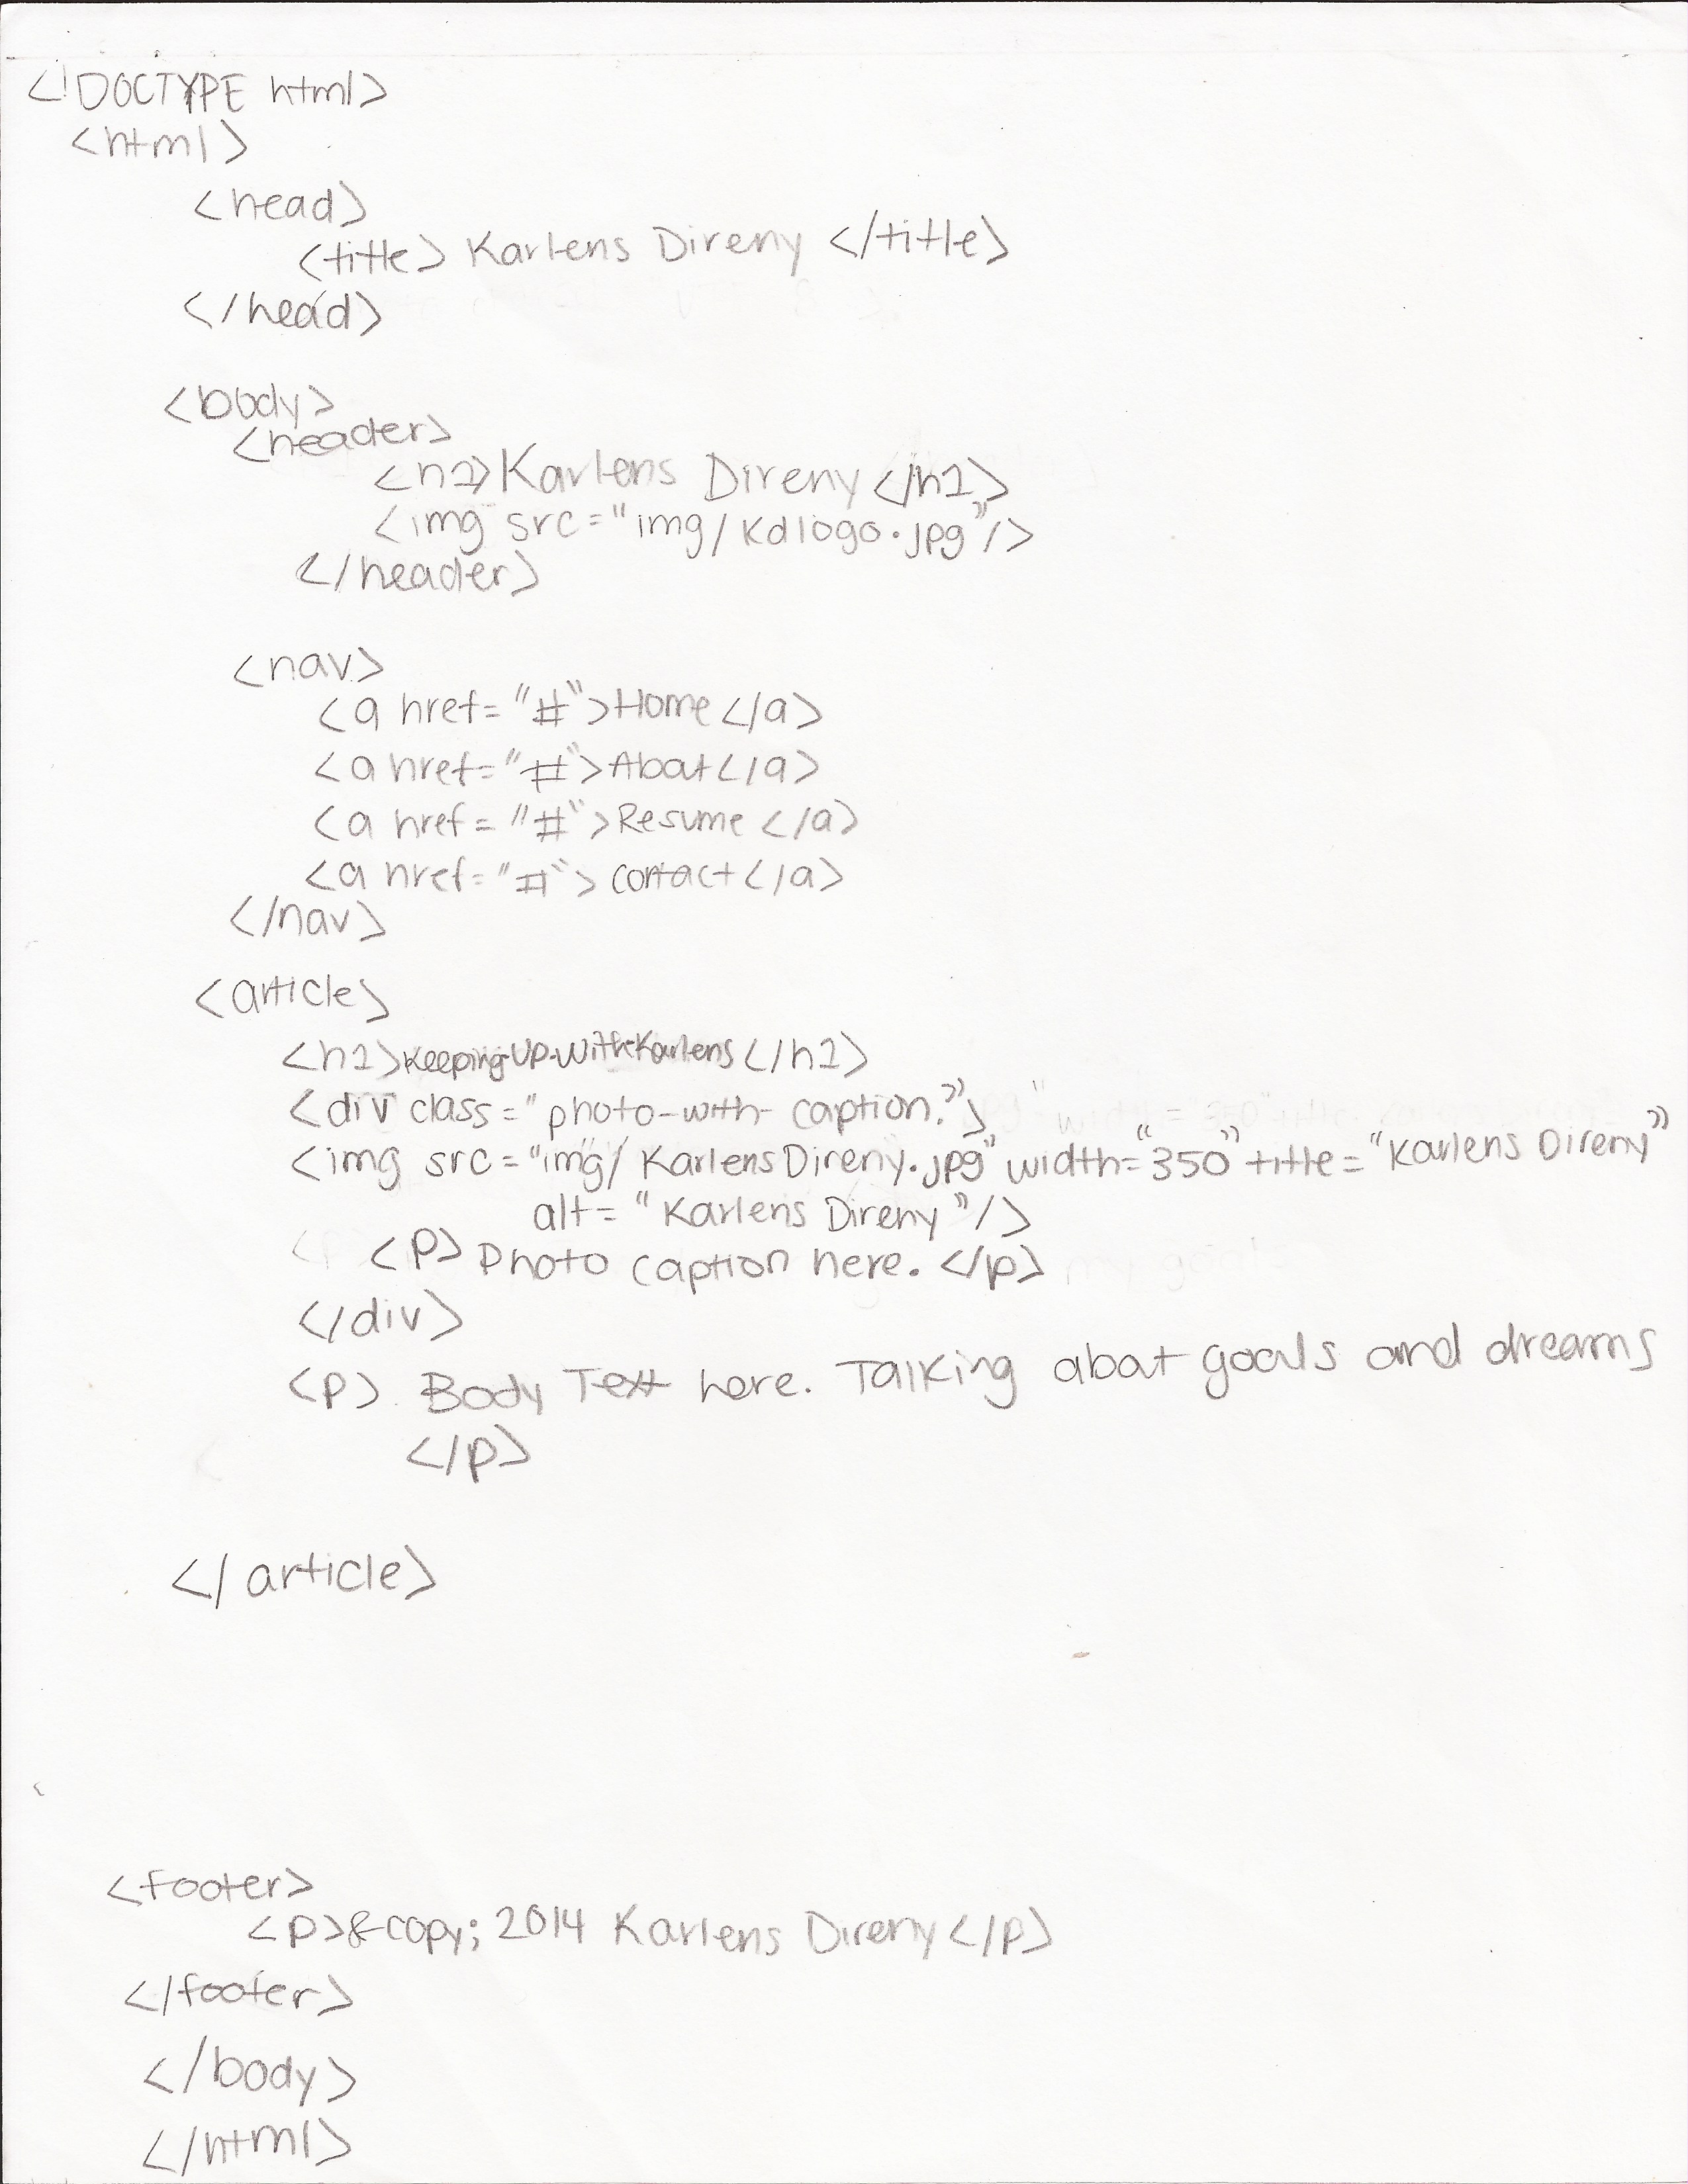 <!DOCTYPE html>
<html>
<head>
<title> Karlens Direny </title>
</head>
<body>
<header>
<h1>Karlens Direny</h1>
<img src="img/kdlogo.jpg"/>
</header>
<nav>
<a href="#">Home</a>
<a href="#">About</a>
<a href="#">Resume</a>
<a href="#">contact</a>
</nav>
<article>
<h1>Keeping-Up-With-Karlens</h1>
<div class="photo-with-caption.">
<img src="img/KarlensDireny.jpg" width="350" title="Karlens Direny"
alt="Karlens Direny"/>
<p> Photo caption here. </p>
</div>
<p> Body Text here. Talking about goals and dreams
</p>
</article>
<footer>
<p>&copy; 2014 Karlens Direny</p>
</footer>
</body>
</html>